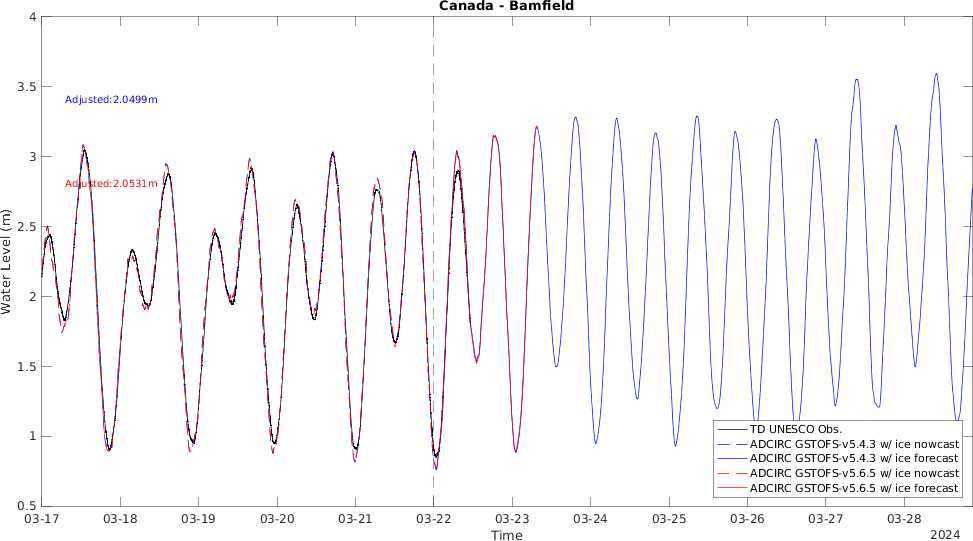 Canada - Bamfield
4
3.5
3
2.5
2
1.5
1
0.5
Water Level (m)
Adjusted:2.0499m
Adjusted:2.0531m
TD UNESCO Obs.
ADCIRC GSTOFS-v5.4.3 w/ ice nowcast
ADCIRC GSTOFS-v5.4.3 w/ ice forecast
ADCIRC GSTOFS-v5.6.5 w/ ice nowcast
ADCIRC GSTOFS-v5.6.5 w/ ice forecast
03-17 03-18 03-19 03-20 03-21 03-22 03-23 03-24 03-25 03-26 03-27 03-28
Time
2024